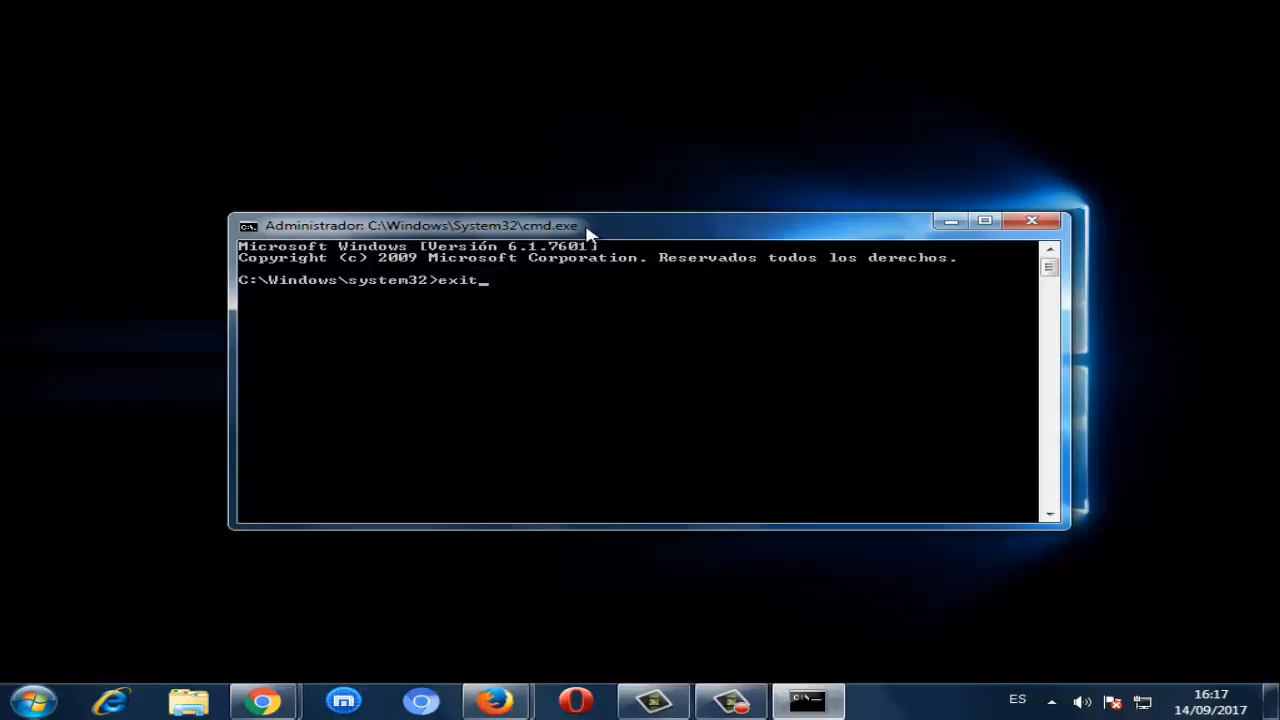 Administrador: C:\Windows\System32\cmd.exe
Microsoft Windows [Versión 6.1.7601]
Copyright (c) 2009 Microsoft Corporation. Reservados todos los derechos.
C:\Windows\system32>exit_
ES
16:17
14/09/2017